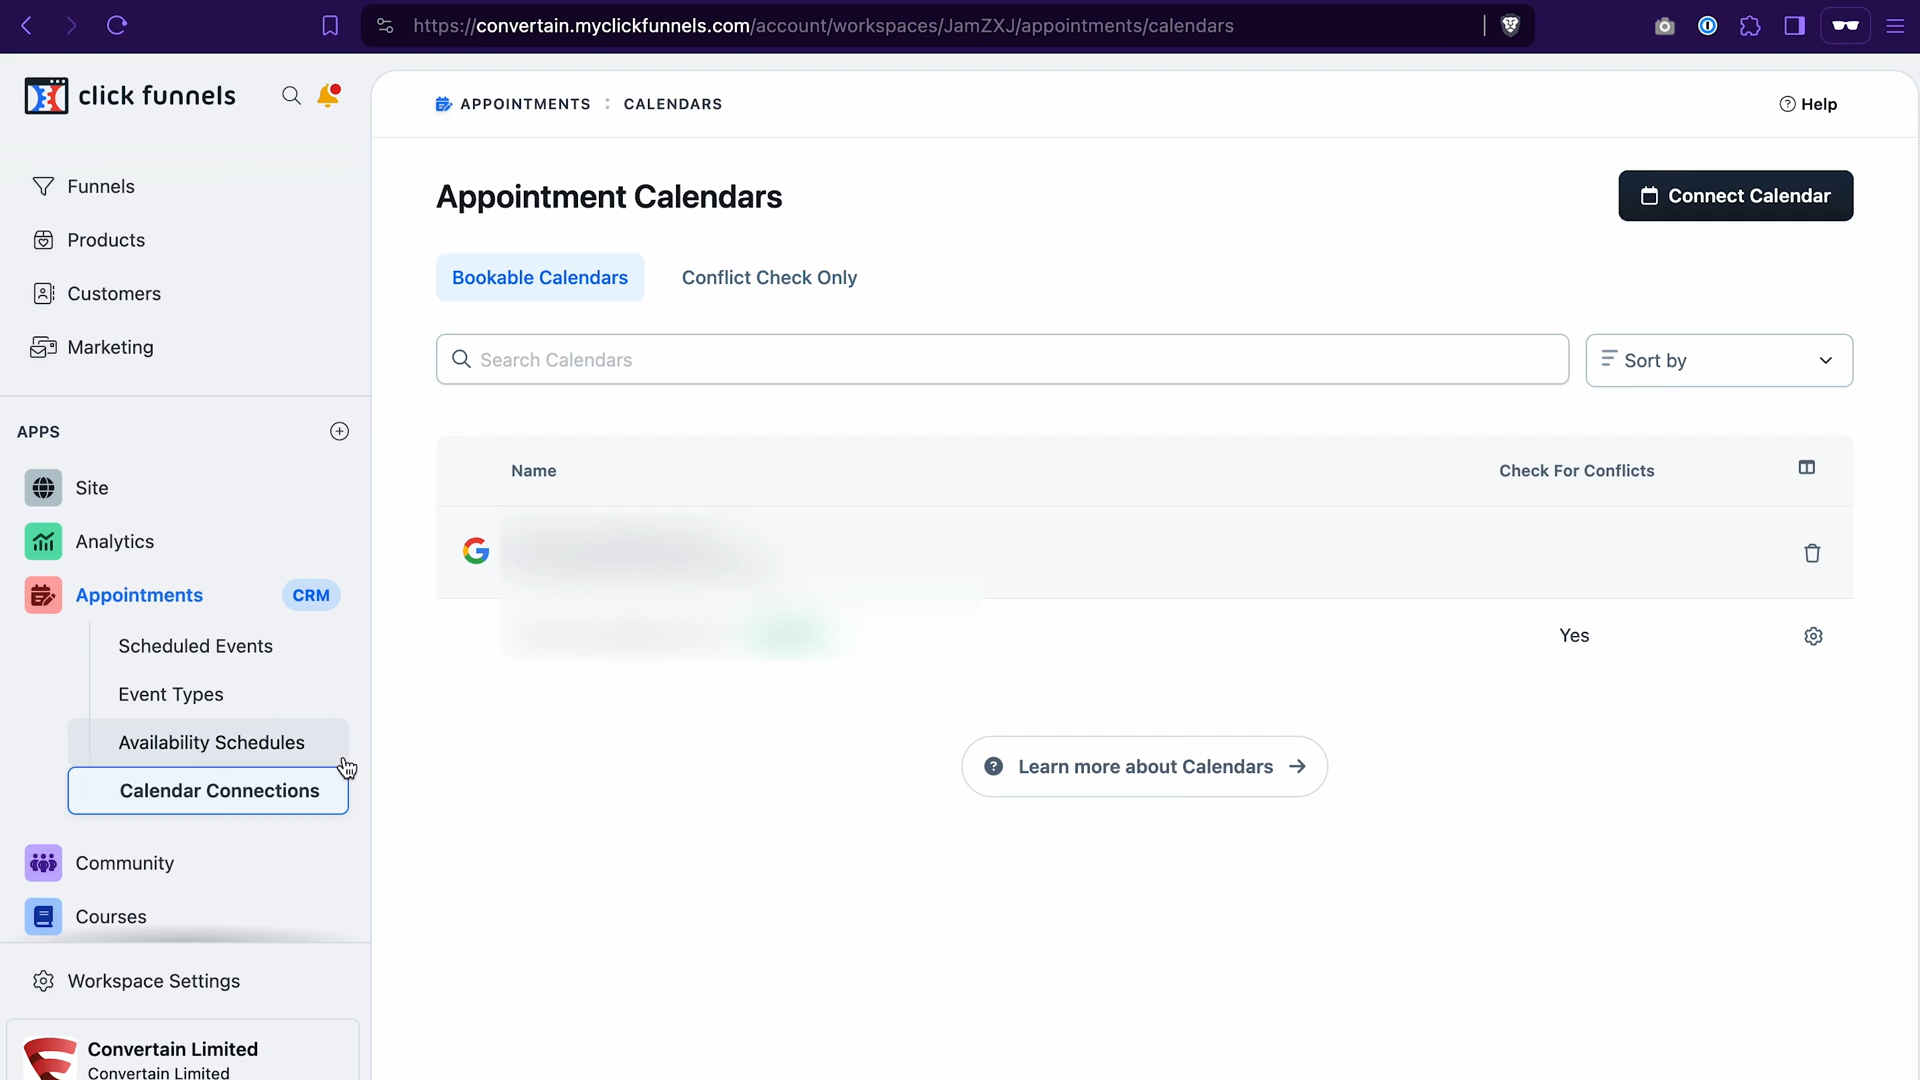 https://convertain.myclickfunnels.com/account/workspaces/JamZXJ/appointments/calendars
click funnels
APPOINTMENTS : CALENDARS
Help
Funnels
Products
Customers
Marketing
Appointment Calendars
Connect Calendar
Bookable Calendars
Conflict Check Only
Search Calendars
Sort by
APPS
Name
Check For Conflicts
Site
Analytics
Appointments
CRM
Scheduled Events
Yes
Event Types
Availability Schedules
Calendar Connections
Learn more about Calendars
Community
Courses
Workspace Settings
Convertain Limited
Convertain Limited